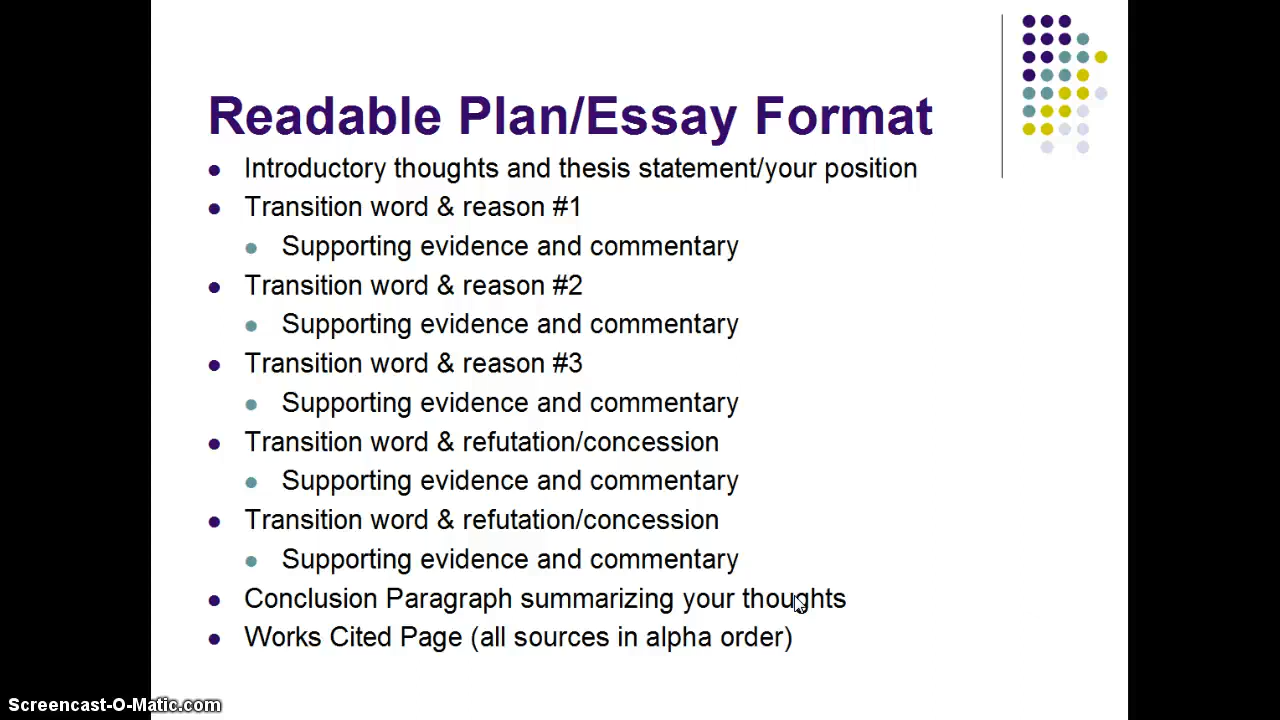 Readable Plan/Essay Format
Introductory thoughts and thesis statement/your position
Transition word & reason #1
Supporting evidence and commentary
Transition word & reason #2
Supporting evidence and commentary
Transition word & reason #3
Supporting evidence and commentary
Transition word & refutation/concession
Supporting evidence and commentary
Transition word & refutation/concession
Supporting evidence and commentary
Conclusion Paragraph summarizing your thoughts
Works Cited Page (all sources in alpha order)
Screencast-O-Matic.com